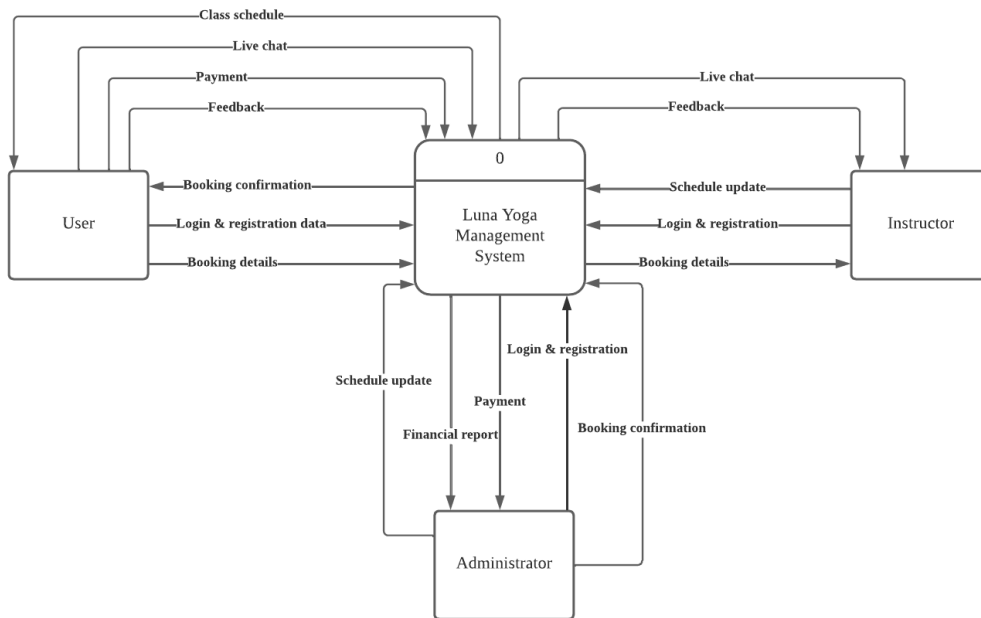 Class schedule
Live chat
Payment
Feedback
Live chat
Feedback
0
Luna Yoga
Management
System
User
Booking confirmation
Login & registration data
Booking details
Schedule update
Login & registration
Booking details
Instructor
Login & registration
Schedule update
Payment
Financial report
Booking confirmation
Administrator